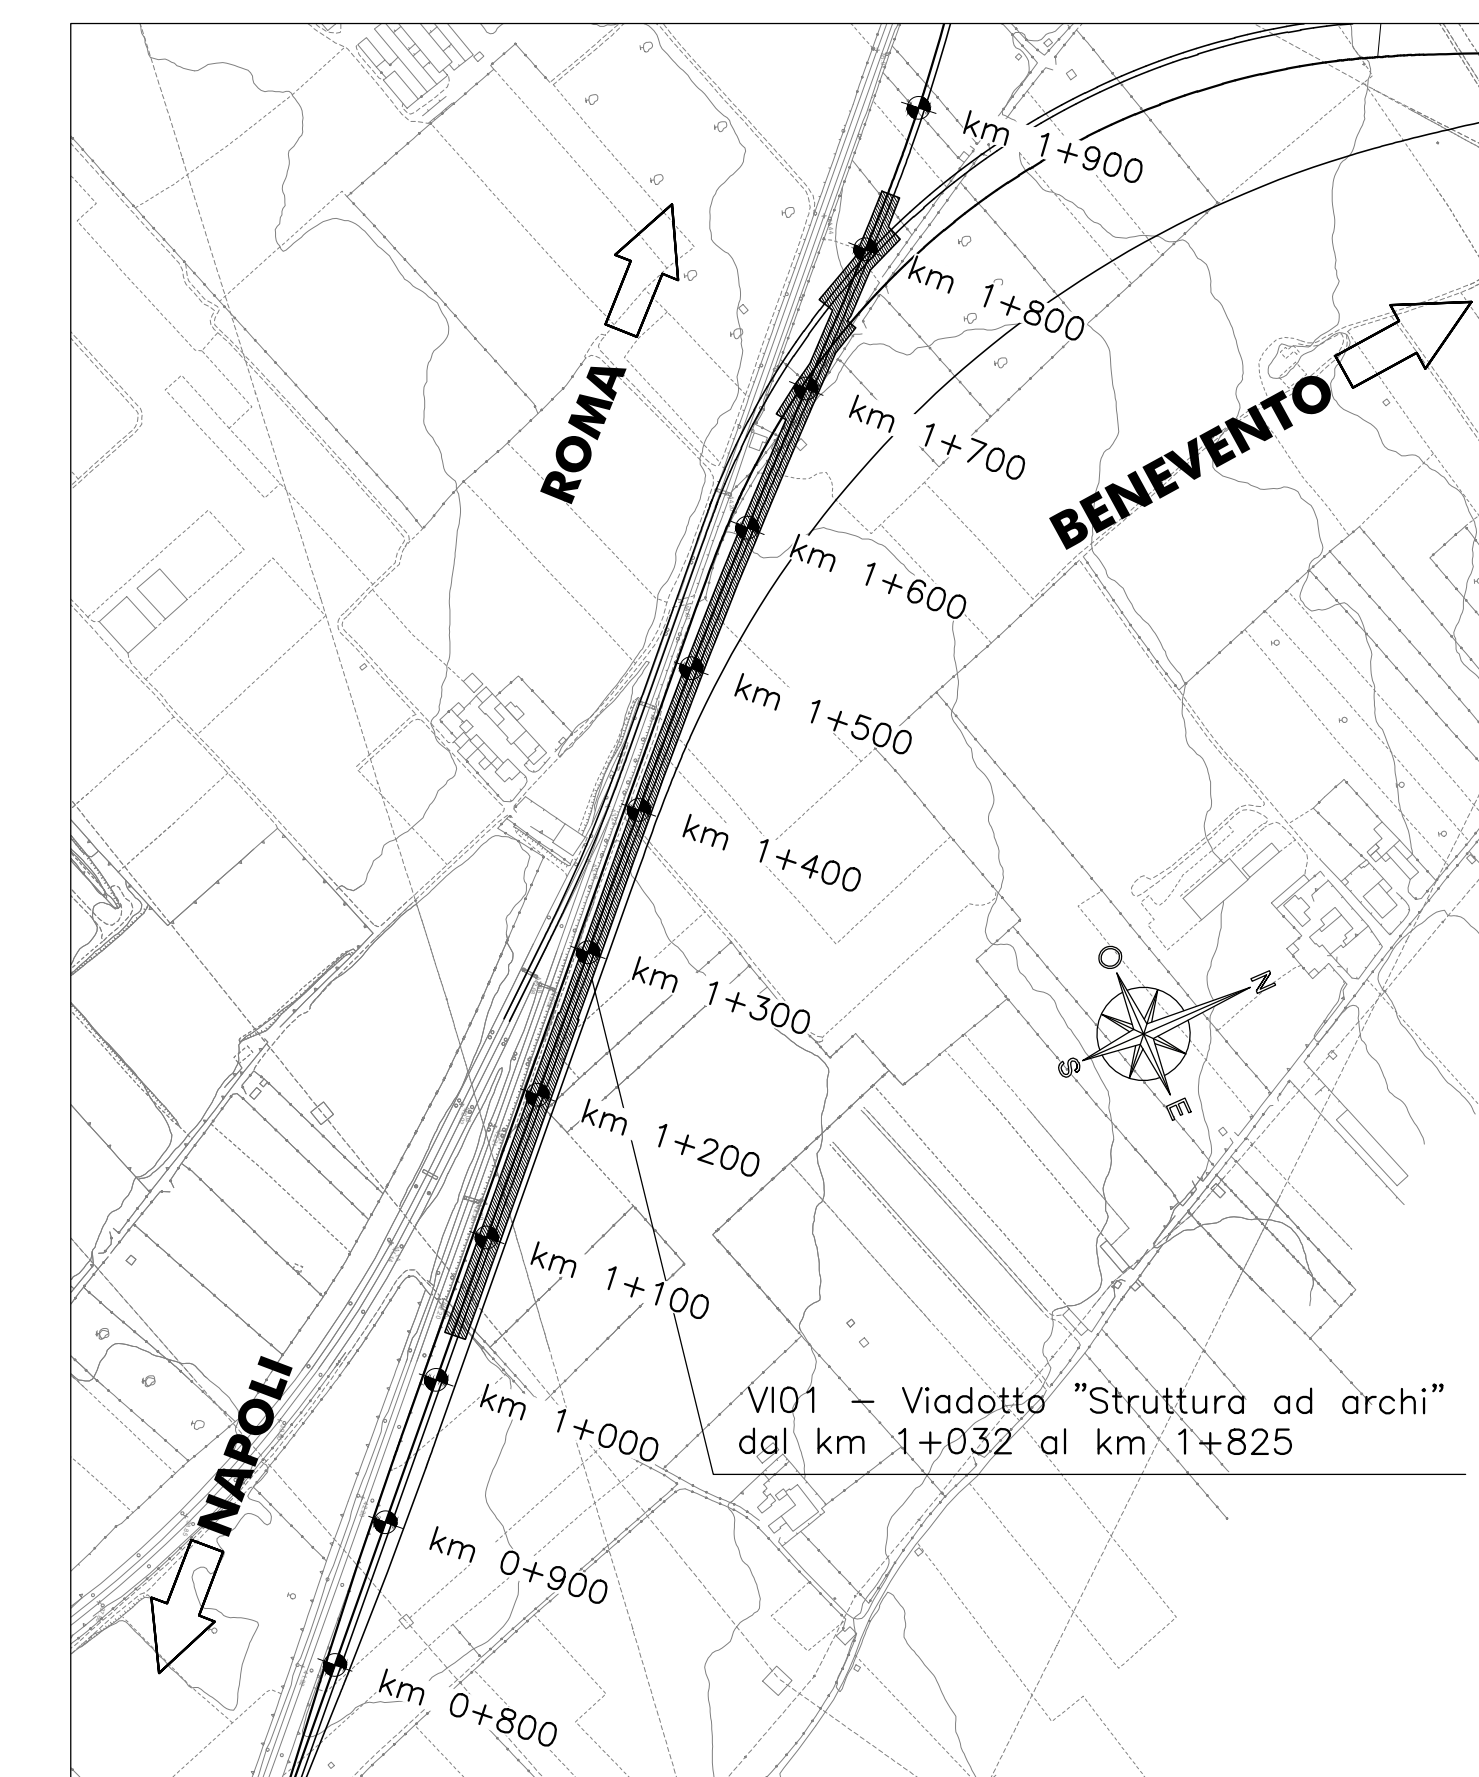 km 1+900
km 1+800
ROMA
BENEVENTO
km 1+700
km 1+600
km 1+500
km 1+400
O
N
km 1+300
S
E
km 1+200
km 1+100
NAPOLI
VI01 – Viadotto ”Struttura ad archi”
dal km 1+032 al km 1+825
km 1+000
km 0+900
km 0+800